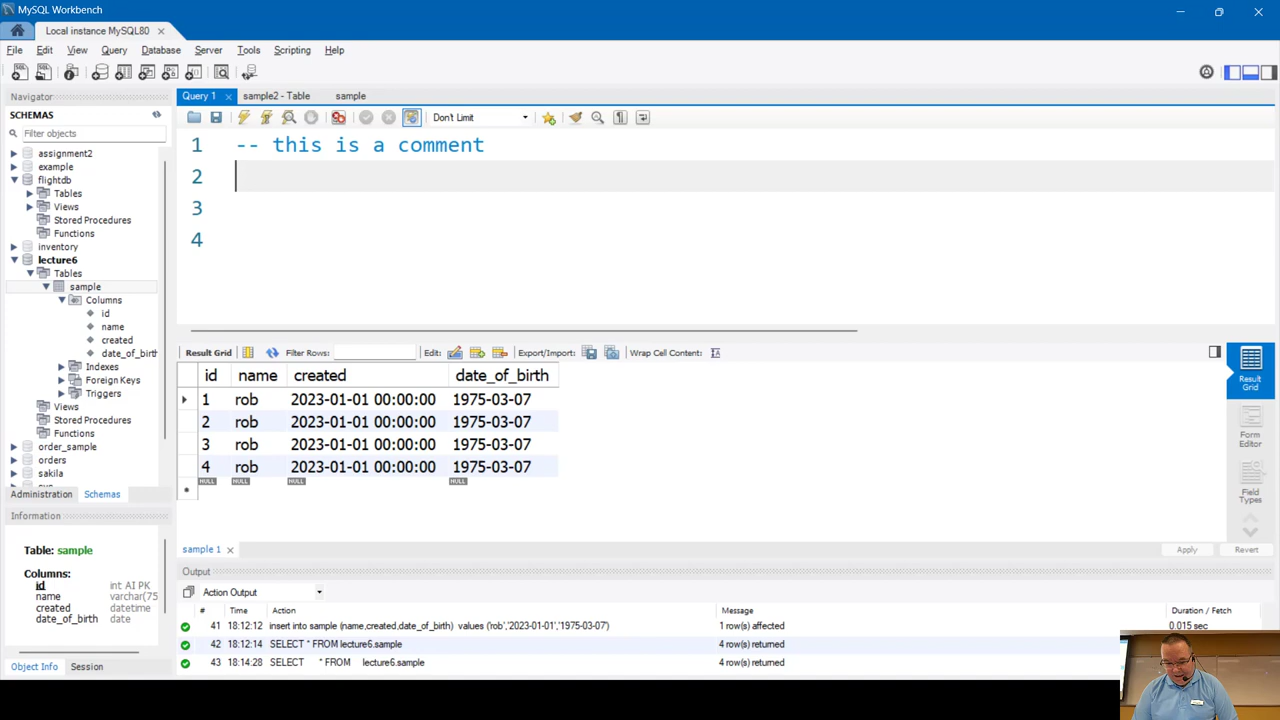 MySQL Workbench
Local instance MySQL80
File Edit View Query Database Server Tools Scripting Help
Navigator
SCHEMAS
Filter objects
assignment2
example
flightdb
Tables
Views
Stored Procedures
Functions
inventory
lecture6
Tables
sample
Columns
id
name
created
date_of_birth
Indexes
Foreign Keys
Triggers
Views
Stored Procedures
Functions
order_sample
orders
sakila
Administration Schemas
Information
Table: sample
Columns:
id int AI PK
name varchar(75
created datetime
date_of_birth date
Object Info Session
Query 1 sample2 - Table sample
Don't Limit
1 -- this is a comment
2
3
4
Result Grid Filter Rows: Edit: Export/Import: Wrap Cell Content:
id name created date_of_birth
1 rob 2023-01-01 00:00:00 1975-03-07
2 rob 2023-01-01 00:00:00 1975-03-07
3 rob 2023-01-01 00:00:00 1975-03-07
4 rob 2023-01-01 00:00:00 1975-03-07
NULL NULL NULL NULL
Result Grid
Form Editor
Field Types
sample 1 Apply Revert
Output
Action Output
# Time Action Message Duration / Fetch
41 18:12:12 insert into sample (name,created,date_of_birth) values ('rob','2023-01-01','1975-03-07') 1 row(s) affected 0.015 sec
42 18:12:14 SELECT * FROM lecture6.sample 4 row(s) returned
43 18:14:28 SELECT * FROM lecture6.sample 4 row(s) returned